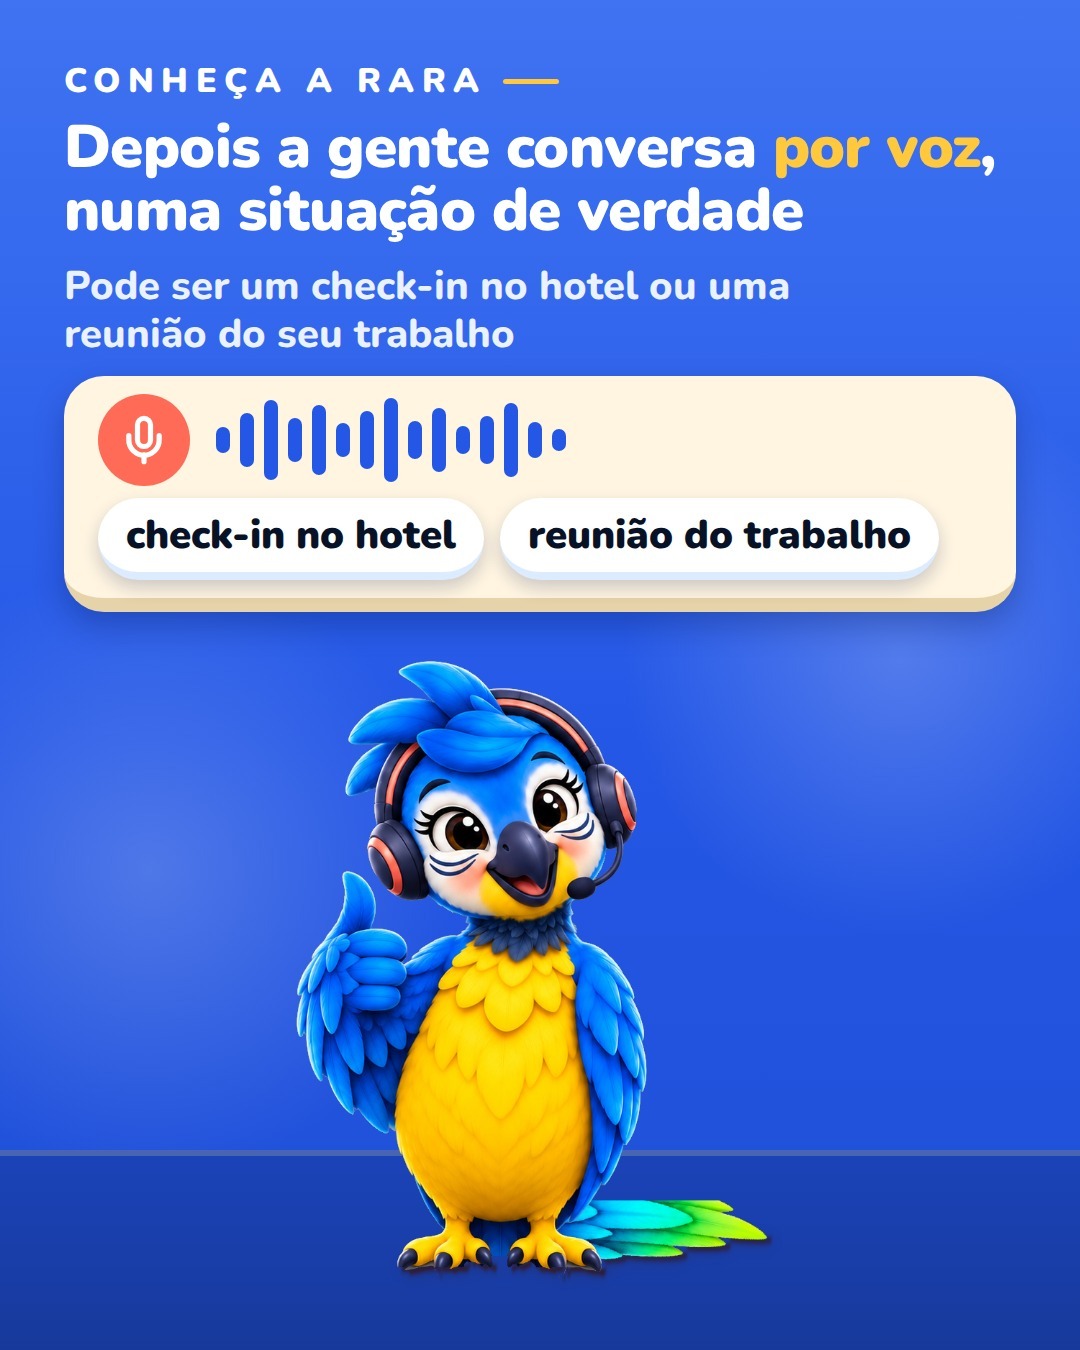 CONHEÇA A RARA
Depois a gente conversa por voz,
numa situação de verdade
Pode ser um check-in no hotel ou uma
reunião do seu trabalho
check-in no hotel
reunião do trabalho